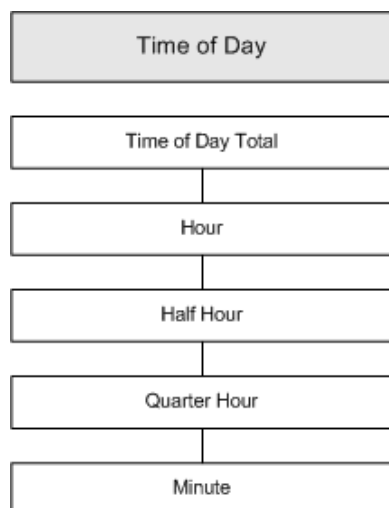 Time of Day
Time of Day Total
Hour
Half Hour
Quarter Hour
Minute